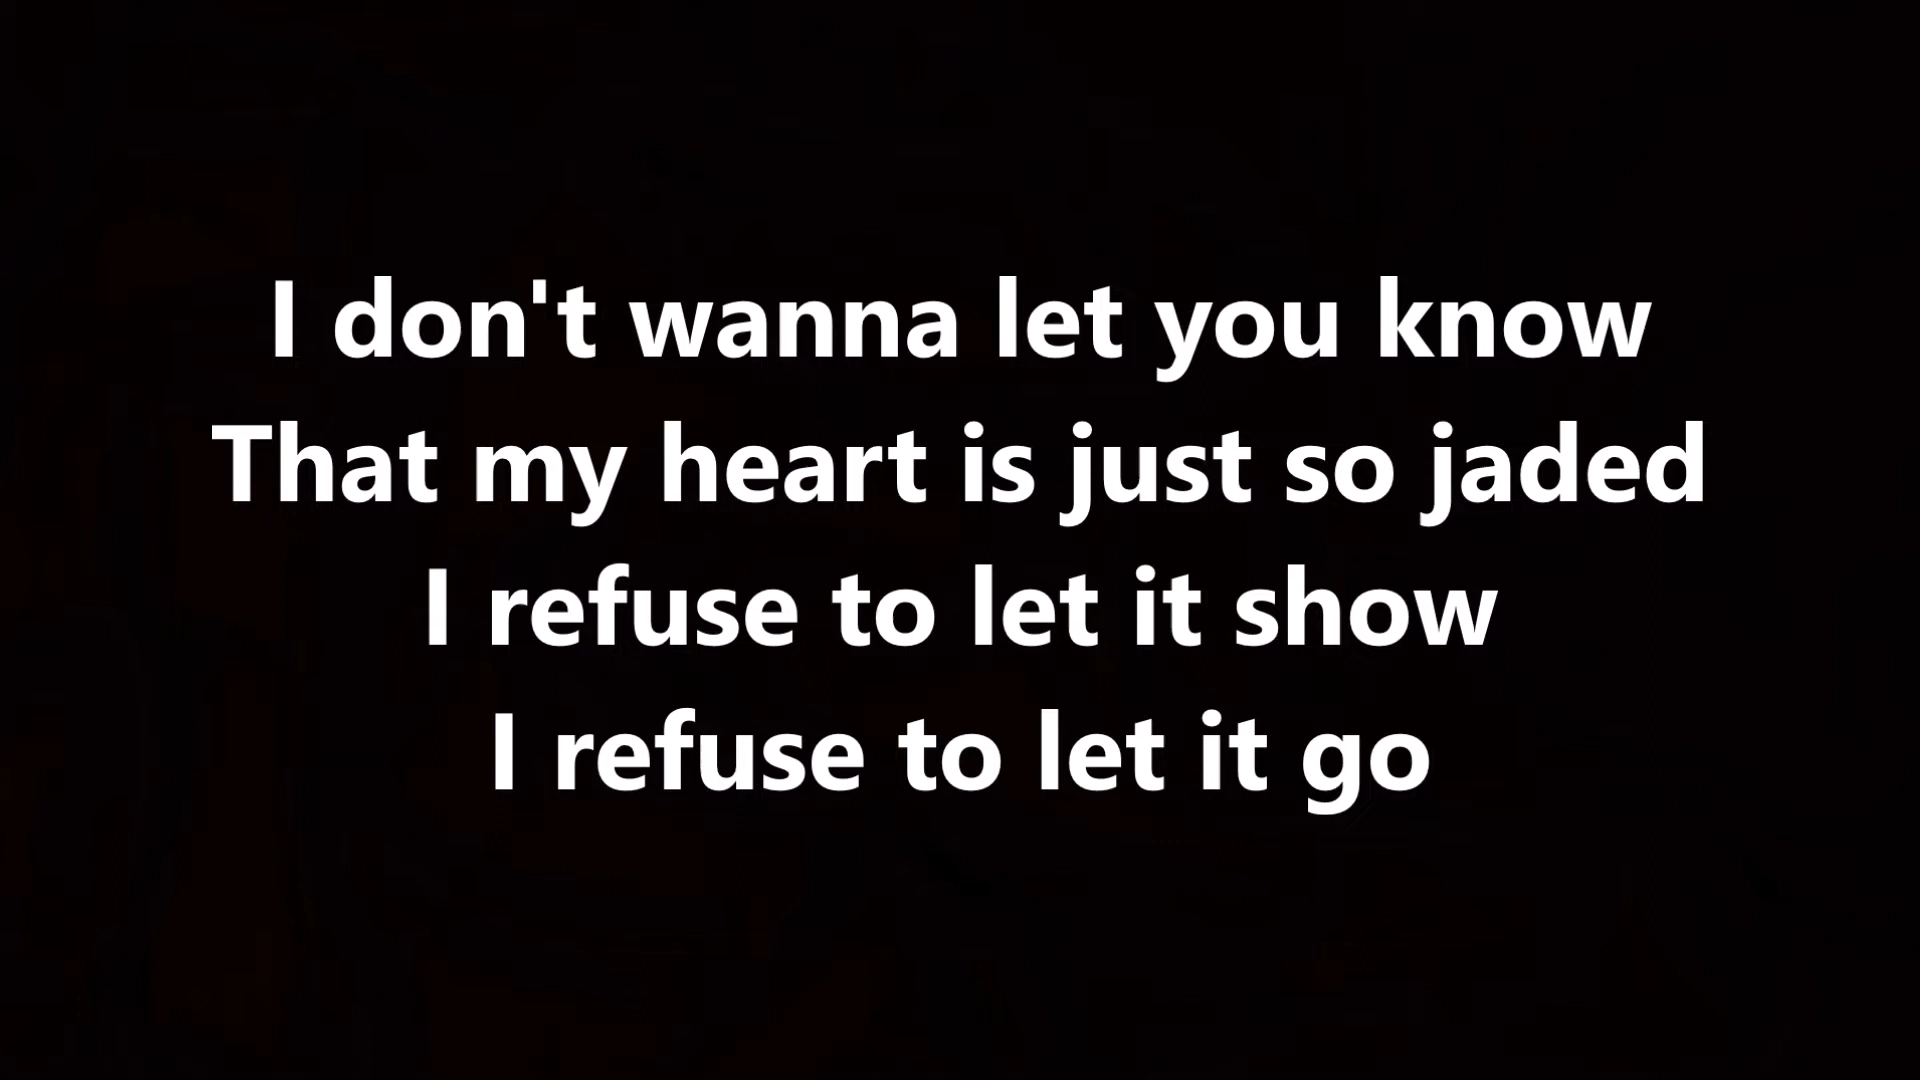 I don't wanna let you know
That my heart is just so jaded
I refuse to let it show
I refuse to let it go